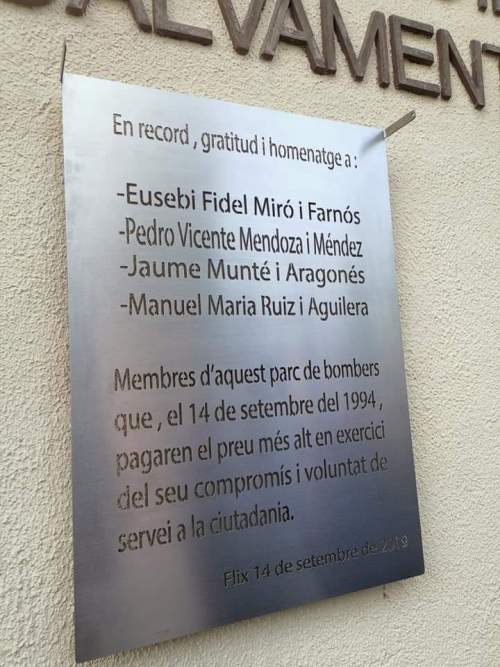 SALVAMENT
En record , gratitud i homenatge a :
-Eusebi Fidel Miró i Farnós
-Pedro Vicente Mendoza i Méndez
-Jaume Munté i Aragonés
-Manuel Maria Ruiz i Aguilera
Membres d'aquest parc de bombers
que , el 14 de setembre del 1994 ,
pagaren el preu més alt en exercici
del seu compromís i voluntat de
servei a la ciutadania.
Flix 14 de setembre de 2019